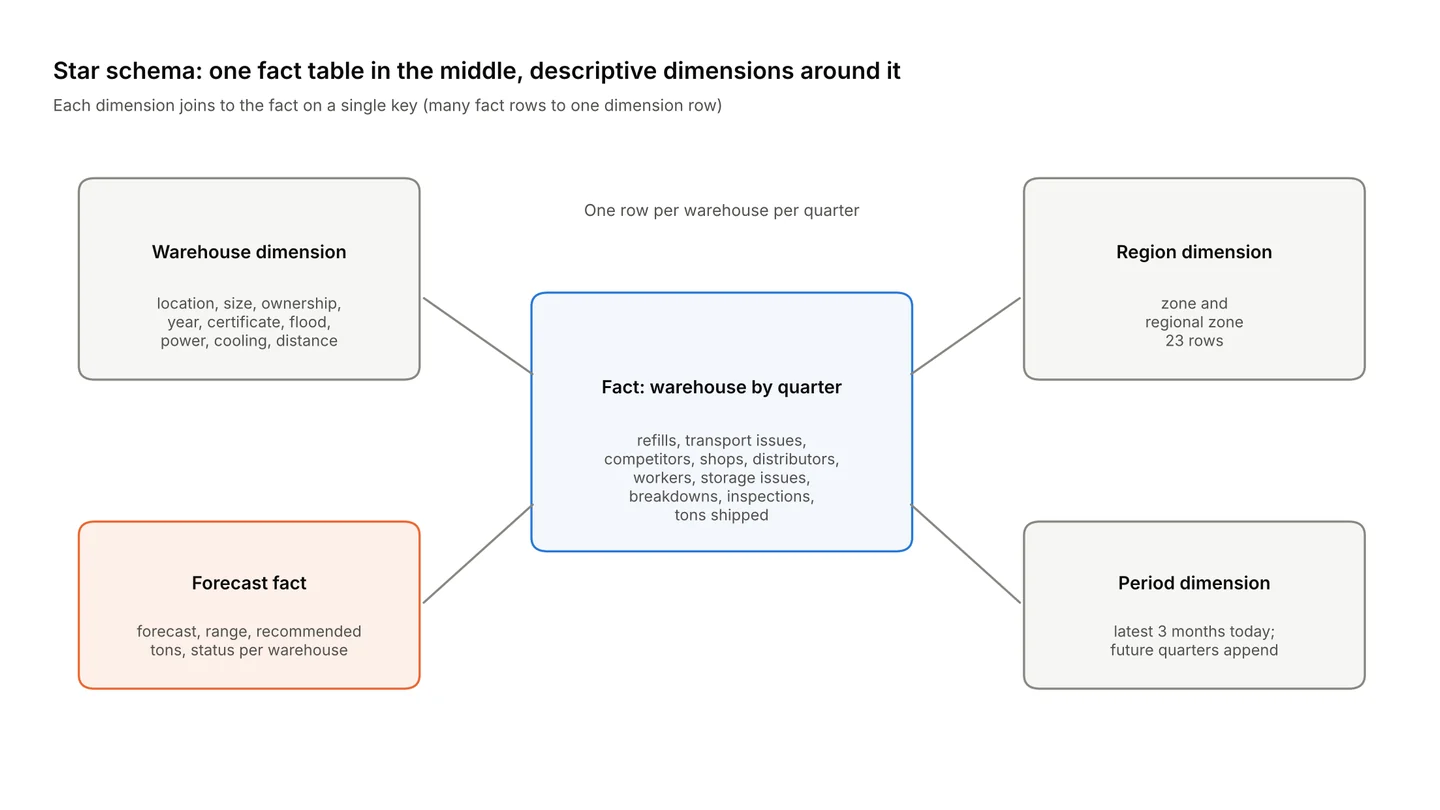 Star schema: one fact table in the middle, descriptive dimensions around it
Each dimension joins to the fact on a single key (many fact rows to one dimension row)
One row per warehouse per quarter
Warehouse dimension
location, size, ownership,
year, certificate, flood,
power, cooling, distance
Region dimension
zone and
regional zone
23 rows
Fact: warehouse by quarter
refills, transport issues,
competitors, shops, distributors,
workers, storage issues,
breakdowns, inspections,
tons shipped
Forecast fact
forecast, range, recommended
tons, status per warehouse
Period dimension
latest 3 months today;
future quarters append